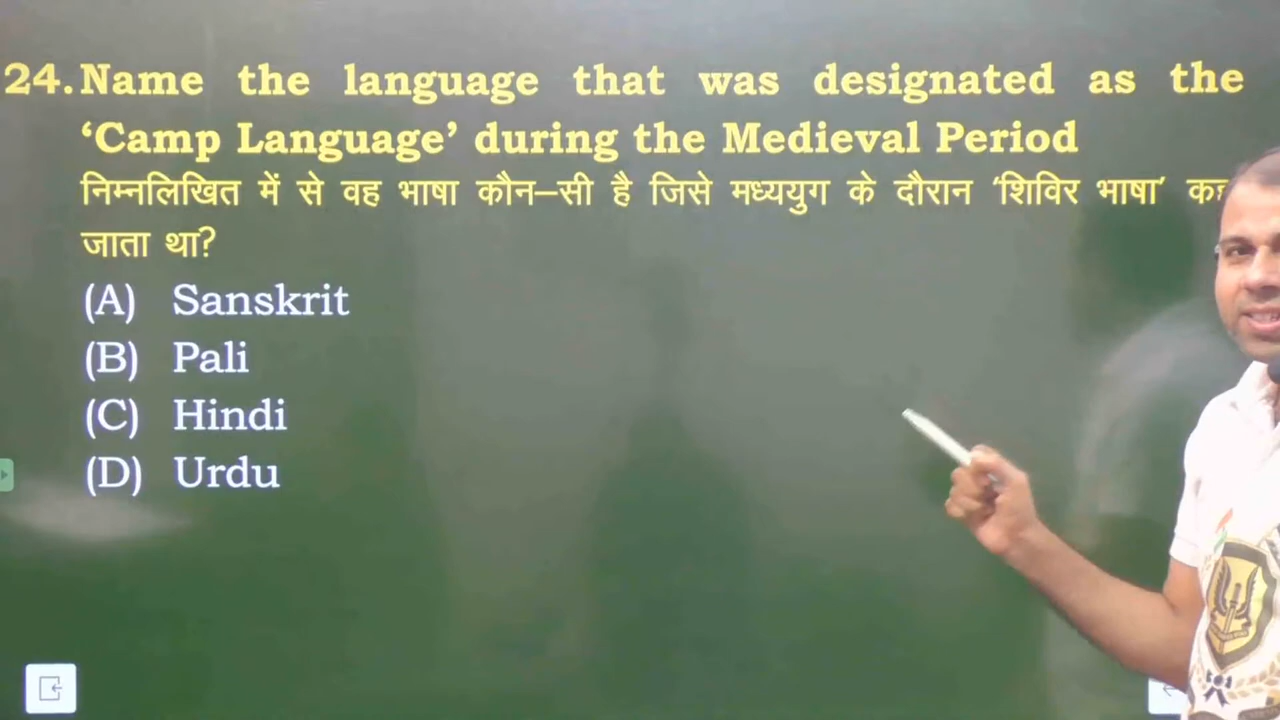 24. Name the language that was designated as the
‘Camp Language’ during the Medieval Period
निम्नलिखित में से वह भाषा कौन–सी है जिसे मध्ययुग के दौरान ‘शिविर भाषा’
जाता था?
(A) Sanskrit
(B) Pali
(C) Hindi
(D) Urdu